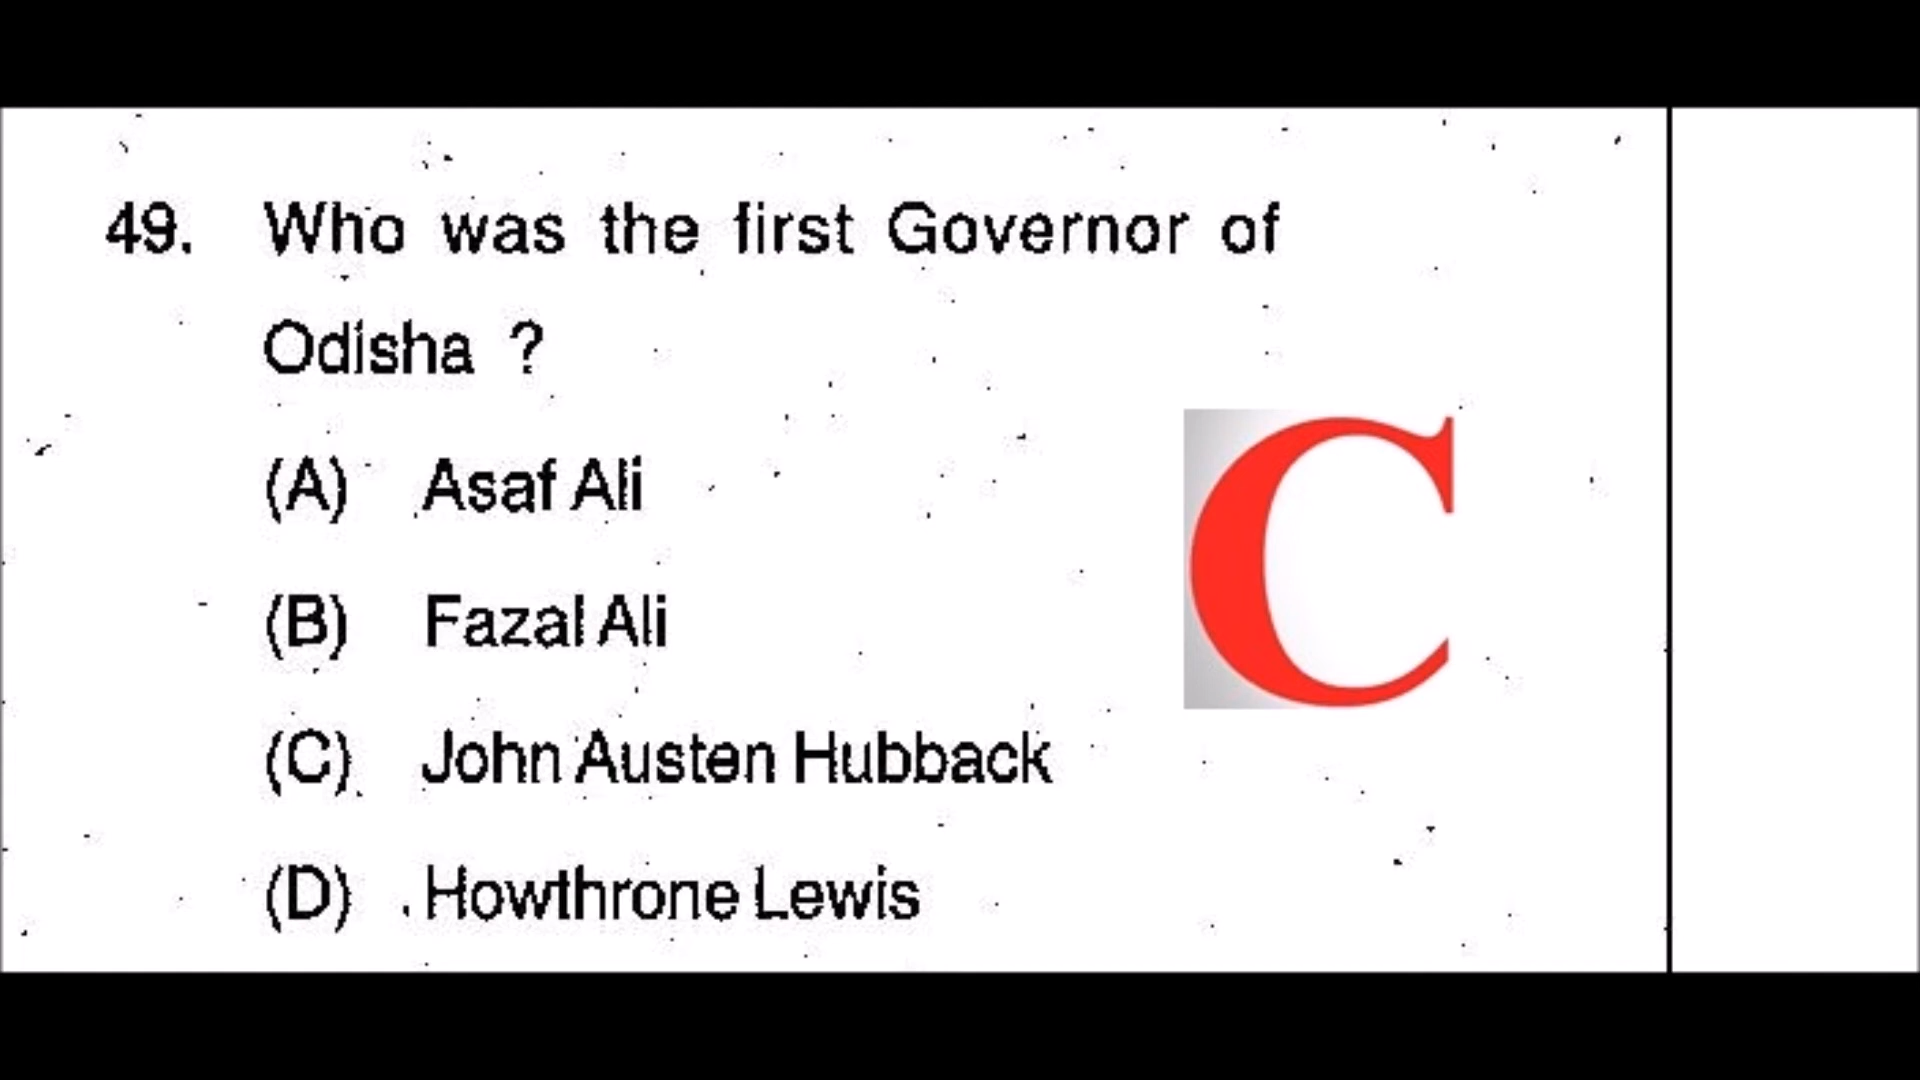 49. Who was the first Governor of
Odisha ?
(A) Asaf Ali
(B) Fazal Ali
C
(C) John Austen Hubback
(D) Howthrone Lewis